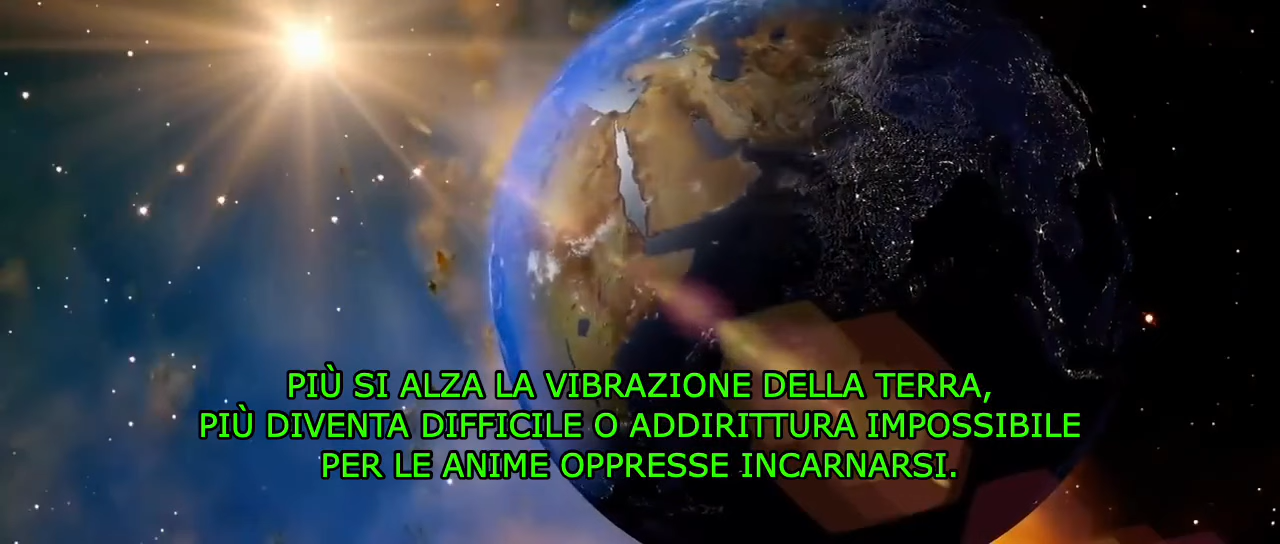 PIÙ SI ALZA LA VIBRAZIONE DELLA TERRA,
PIÙ DIVENTA DIFFICILE O ADDIRITTURA IMPOSSIBILE
PER LE ANIME OPPRESSE INCARNARSI.